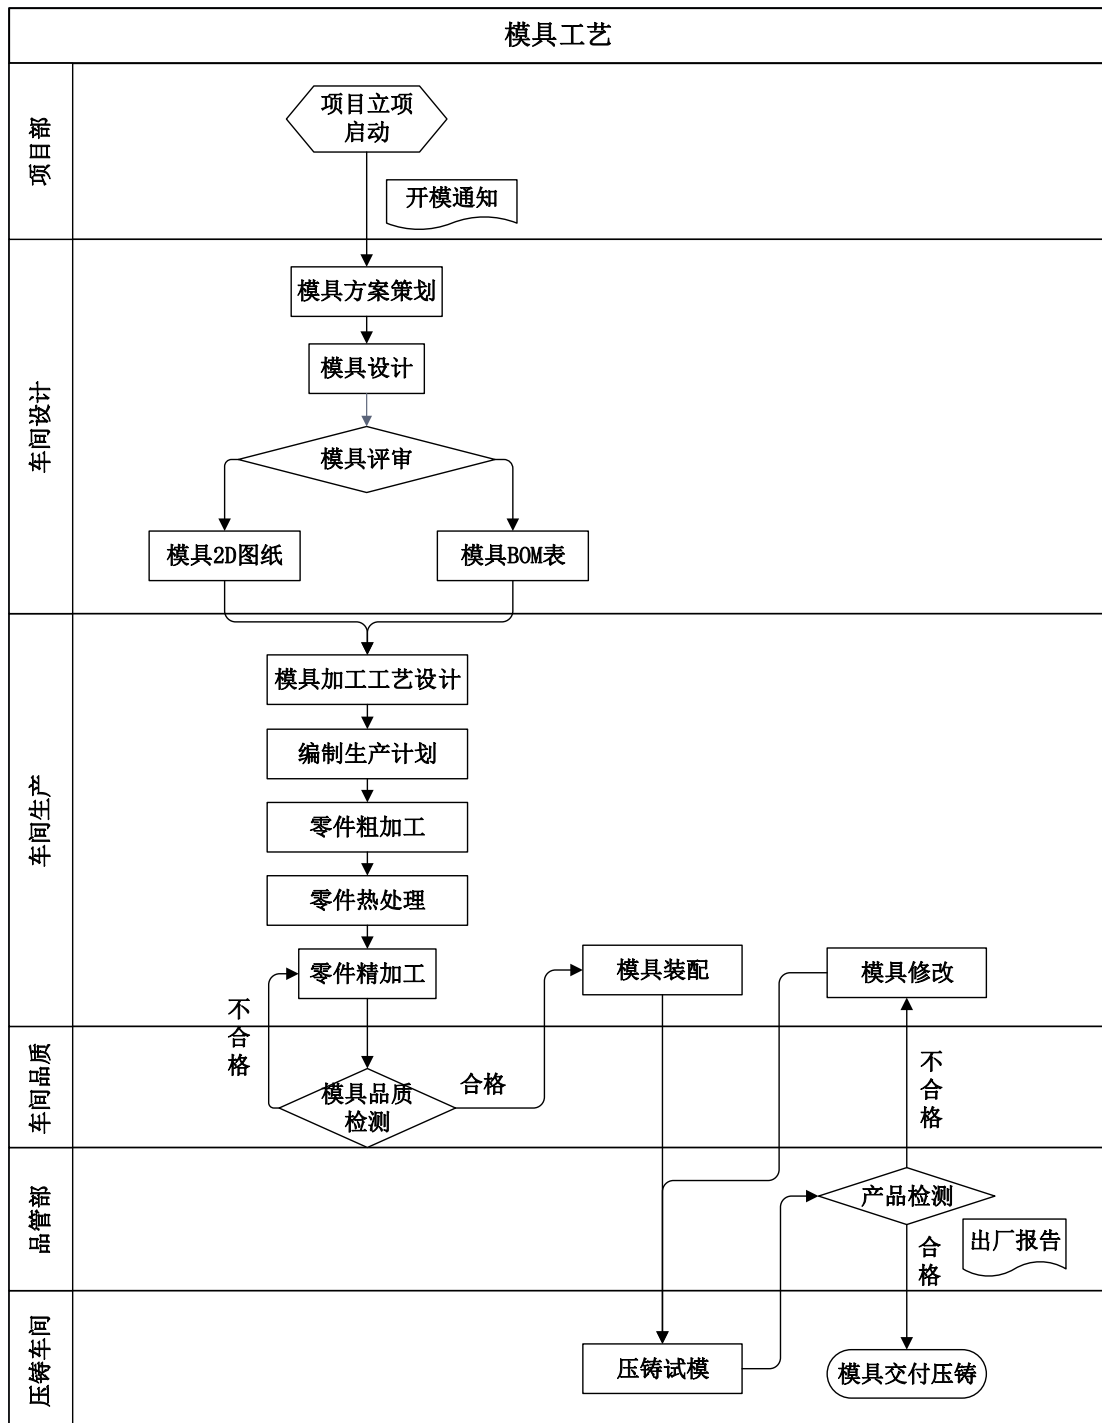 模具工艺
项目部
项目立项
启动
开模通知
车间设计
模具方案策划
模具设计
模具评审
模具2D图纸
模具BOM表
车间生产
模具加工工艺设计
编制生产计划
零件粗加工
零件热处理
零件精加工
模具装配
模具修改
不合格
车间品质
模具品质
检测
合格
不合格
品管部
产品检测
出厂报告
合格
压铸车间
压铸试模
模具交付压铸